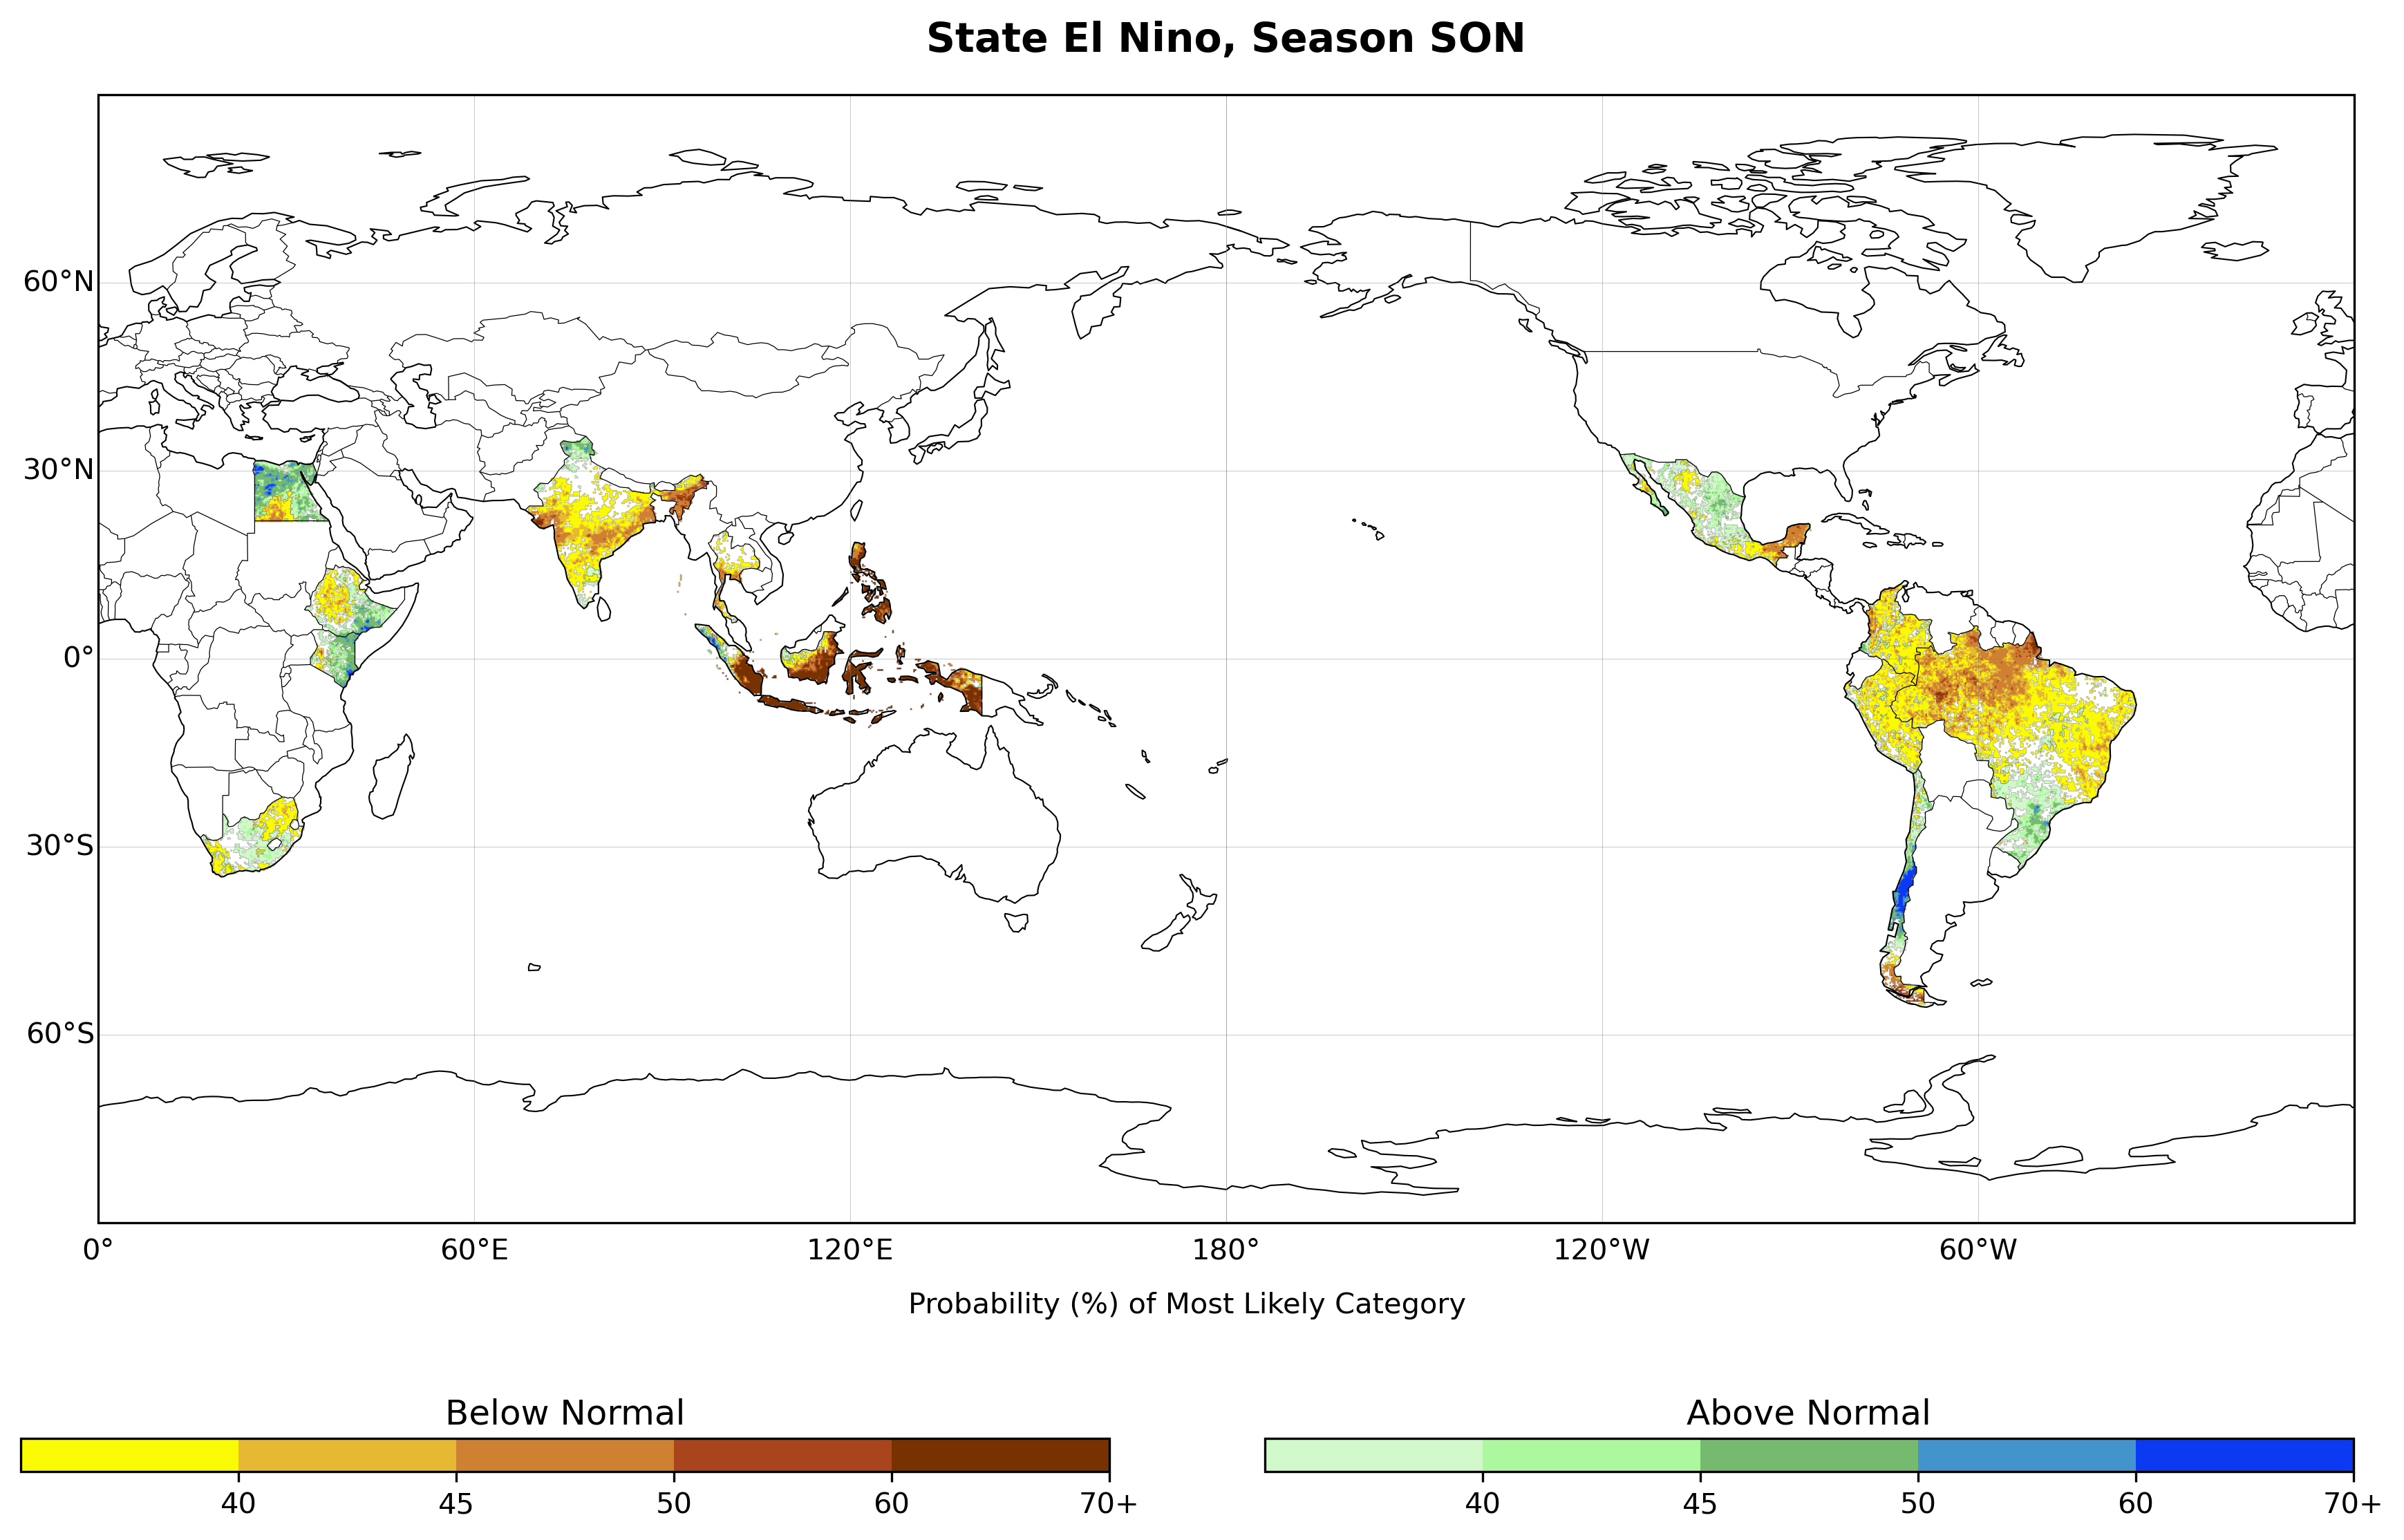 State El Nino, Season SON
60°N
30°N
0°
30°S
60°S
0°
60°E
120°E
180°
120°W
60°W
Probability (%) of Most Likely Category
Below Normal
40
45
50
60
70+
Above Normal
40
45
50
60
70+